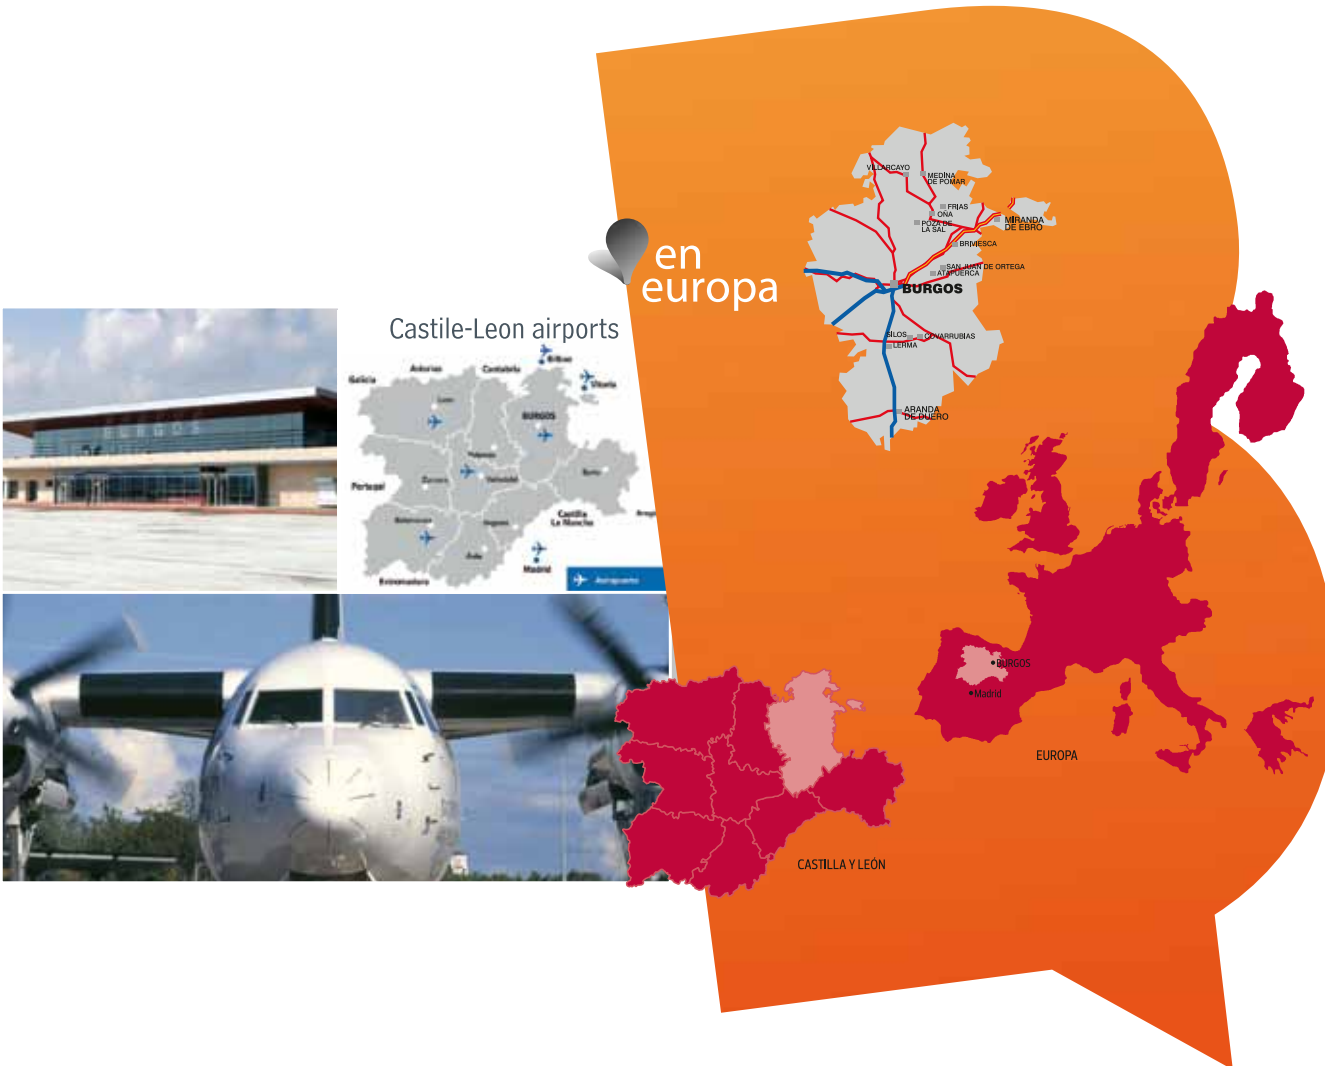 en
europa
VILLARCAYO
MEDINA
DE POMAR
FRIAS
OÑA
POZA DE
LA SAL
MIRANDA
DE EBRO
BRIVIESCA
SAN JUAN DE ORTEGA
ATAPUERCA
BURGOS
SILOS
COVARRUBIAS
LERMA
ARANDA
DE DUERO
Castile-Leon airports
Bilbao
Asturias
Cantabria
Vitoria
Galicia
León
BURGOS
Palencia
Soria
Zamora
Valladolid
Portugal
Castilla
La Mancha
Salamanca
Segovia
Ávila
Madrid
Extremadura
Aeropuerto
BURGOS
BURGOS
Madrid
EUROPA
CASTILLA Y LEÓN